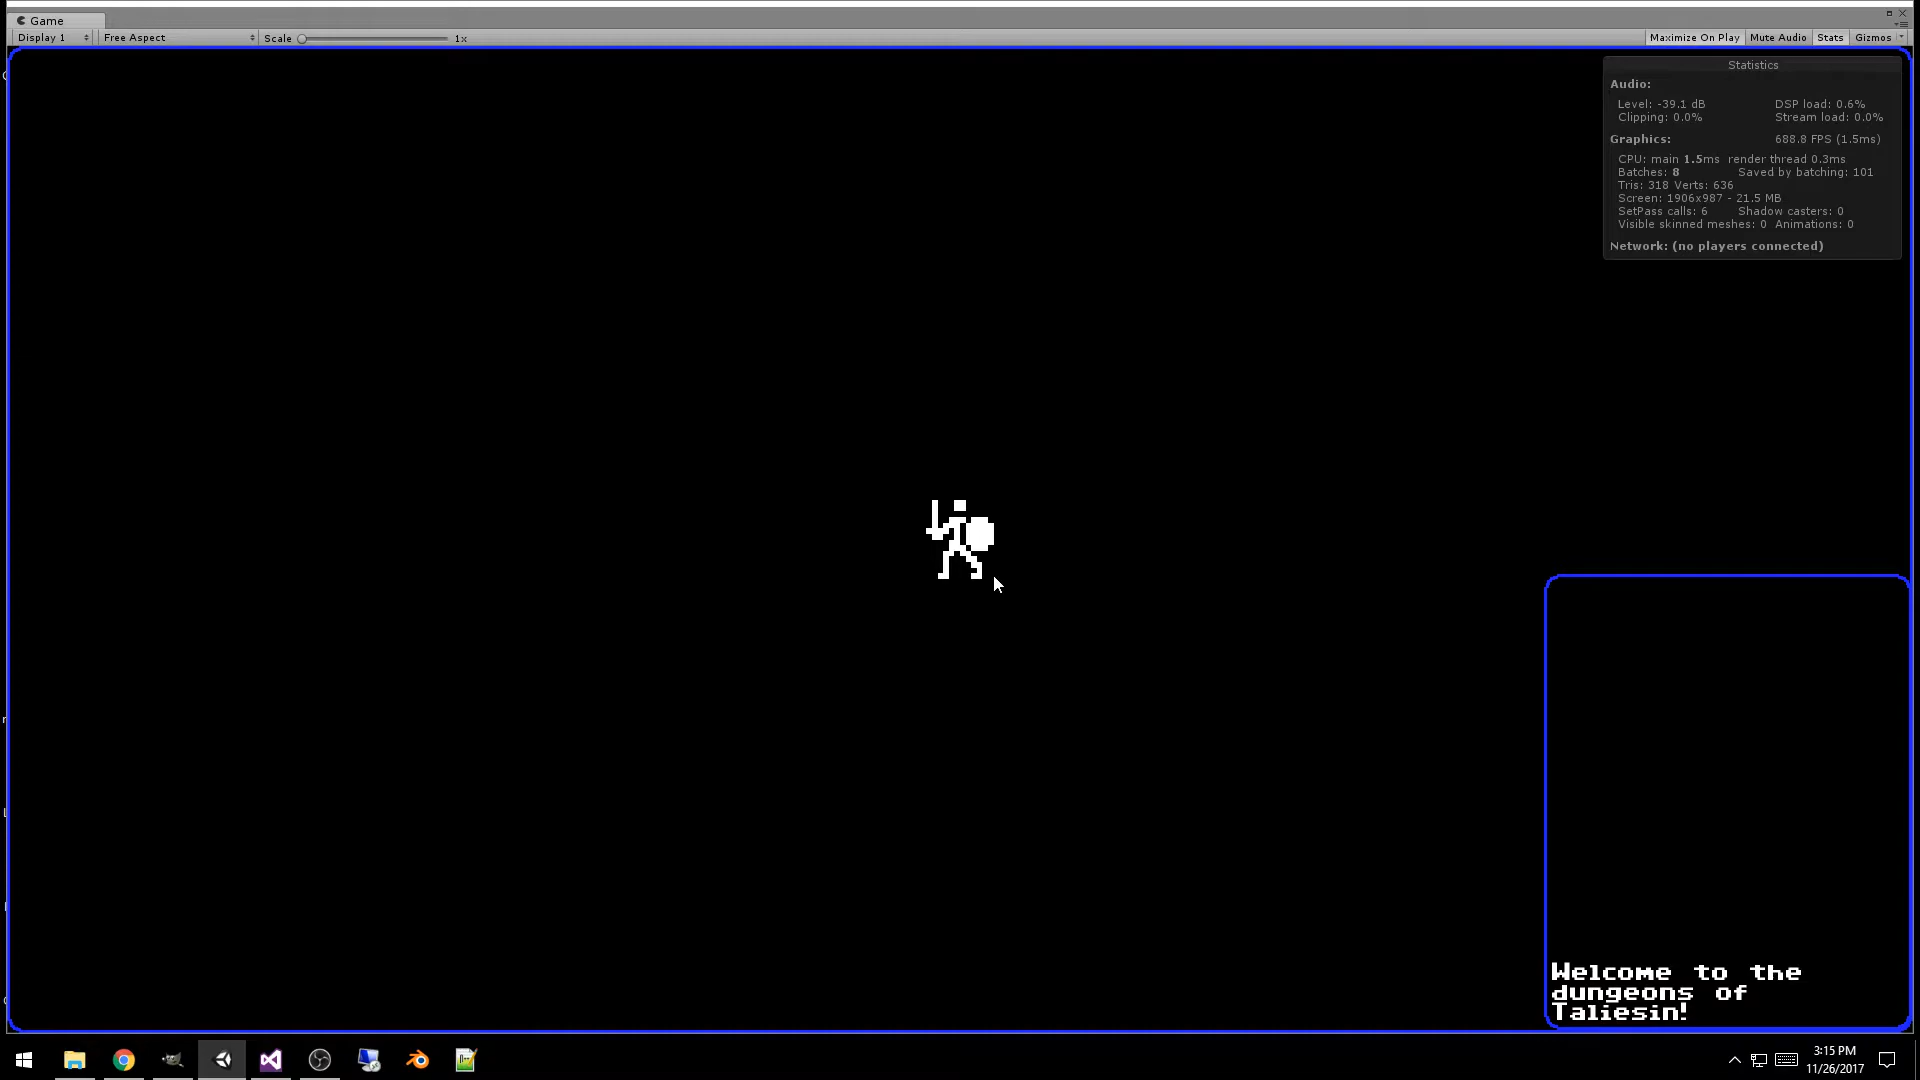 Game
Display 1
Free Aspect
Scale
1x
Maximize On Play
Mute Audio
Stats
Gizmos
Statistics
Audio:
Level: -39.1 dB DSP load: 0.6%
Clipping: 0.0% Stream load: 0.0%
Graphics: 688.8 FPS (1.5ms)
CPU: main 1.5ms render thread 0.3ms
Batches: 8 Saved by batching: 101
Tris: 318 Verts: 636
Screen: 1906x987 - 21.5 MB
SetPass calls: 6 Shadow casters: 0
Visible skinned meshes: 0 Animations: 0
Network: (no players connected)
Welcome to the
dungeons of
Taliesin!
3:15 PM
11/26/2017